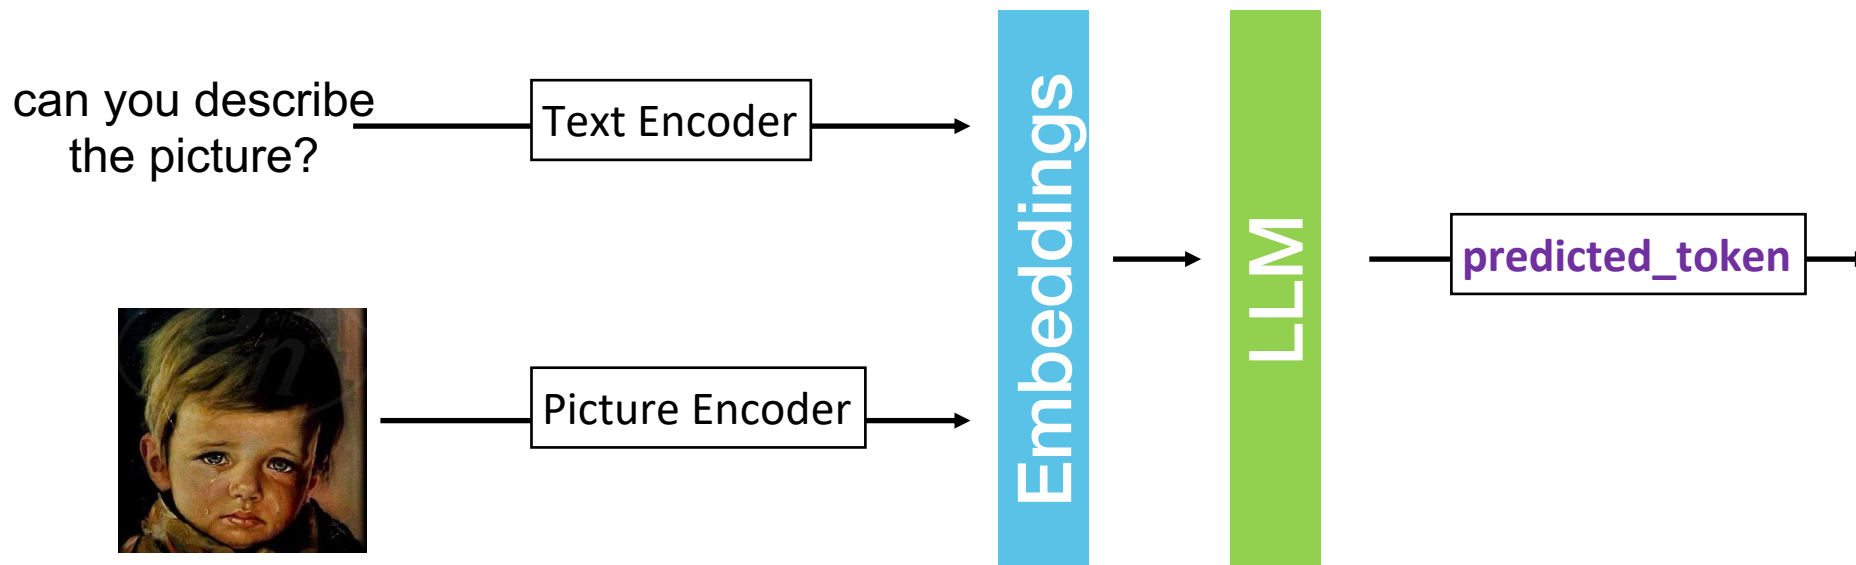 can you describe
the picture?
Text Encoder
Picture Encoder
Embeddings
LLM
predicted_token